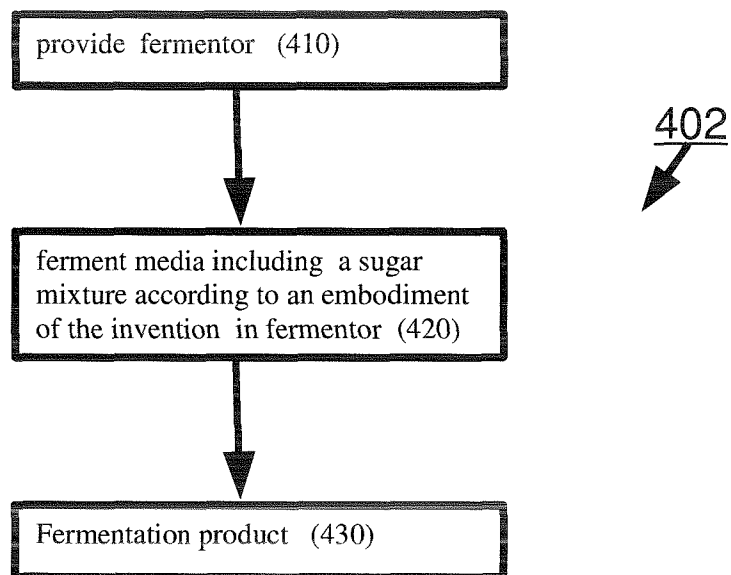 provide fermentor (410)
402
ferment media including a sugar
mixture according to an embodiment
of the invention in fermentor (420)
Fermentation product (430)